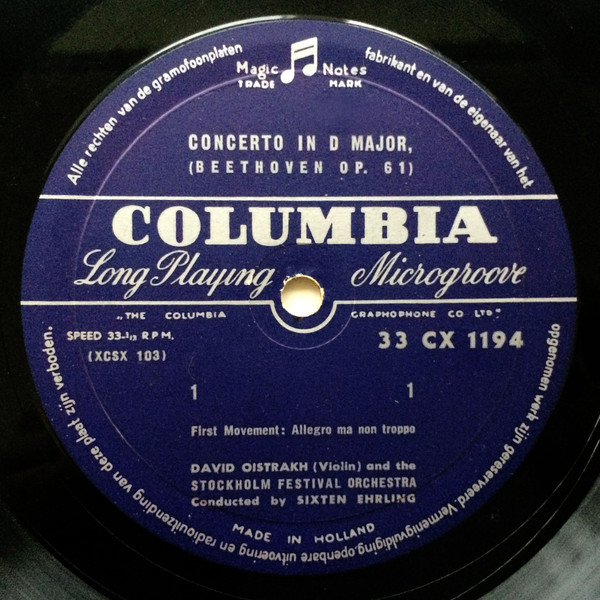 Alle rechten van de gramofoonplaten fabrikant en van de eigenaar van het opgenomen werk zijn gereserveerd. Vermenigvuldiging, openbare uitvoering en radiouitzending van deze plaat zijn verboden.
Magic Notes
TRADE MARK
CONCERTO IN D MAJOR,
(BEETHOVEN OP. 61)
COLUMBIA
Long Playing Microgroove
„THE COLUMBIA GRAPHOPHONE CO LTD"
SPEED 33-1/3 R.P.M.
33 CX 1194
(XCSX 103)
1 1
First Movement: Allegro ma non troppo
DAVID OISTRAKH (Violin) and the
STOCKHOLM FESTIVAL ORCHESTRA
Conducted by SIXTEN EHRLING
MADE IN HOLLAND